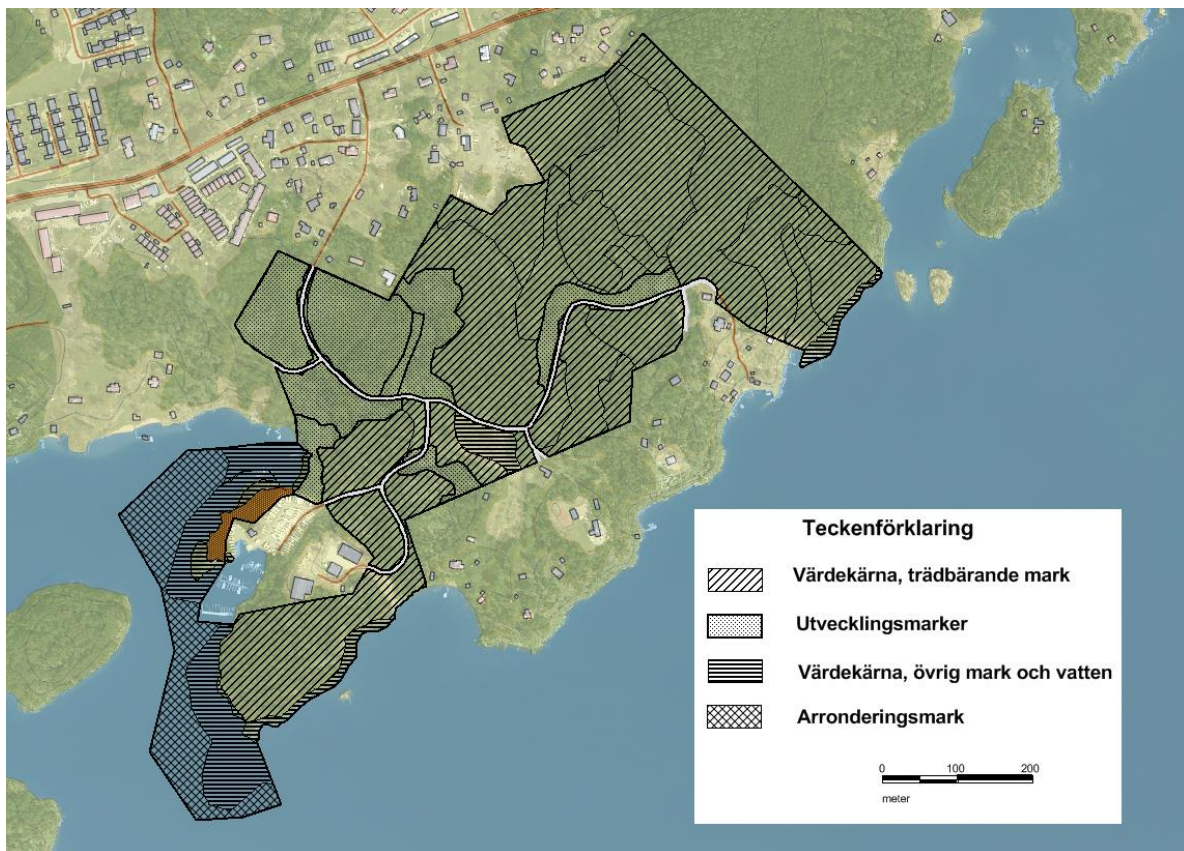 Teckenförklaring
Värdekärna, trädbärande mark
Utvecklingsmarker
Värdekärna, övrig mark och vatten
Arronderingsmark
0 100 200
meter